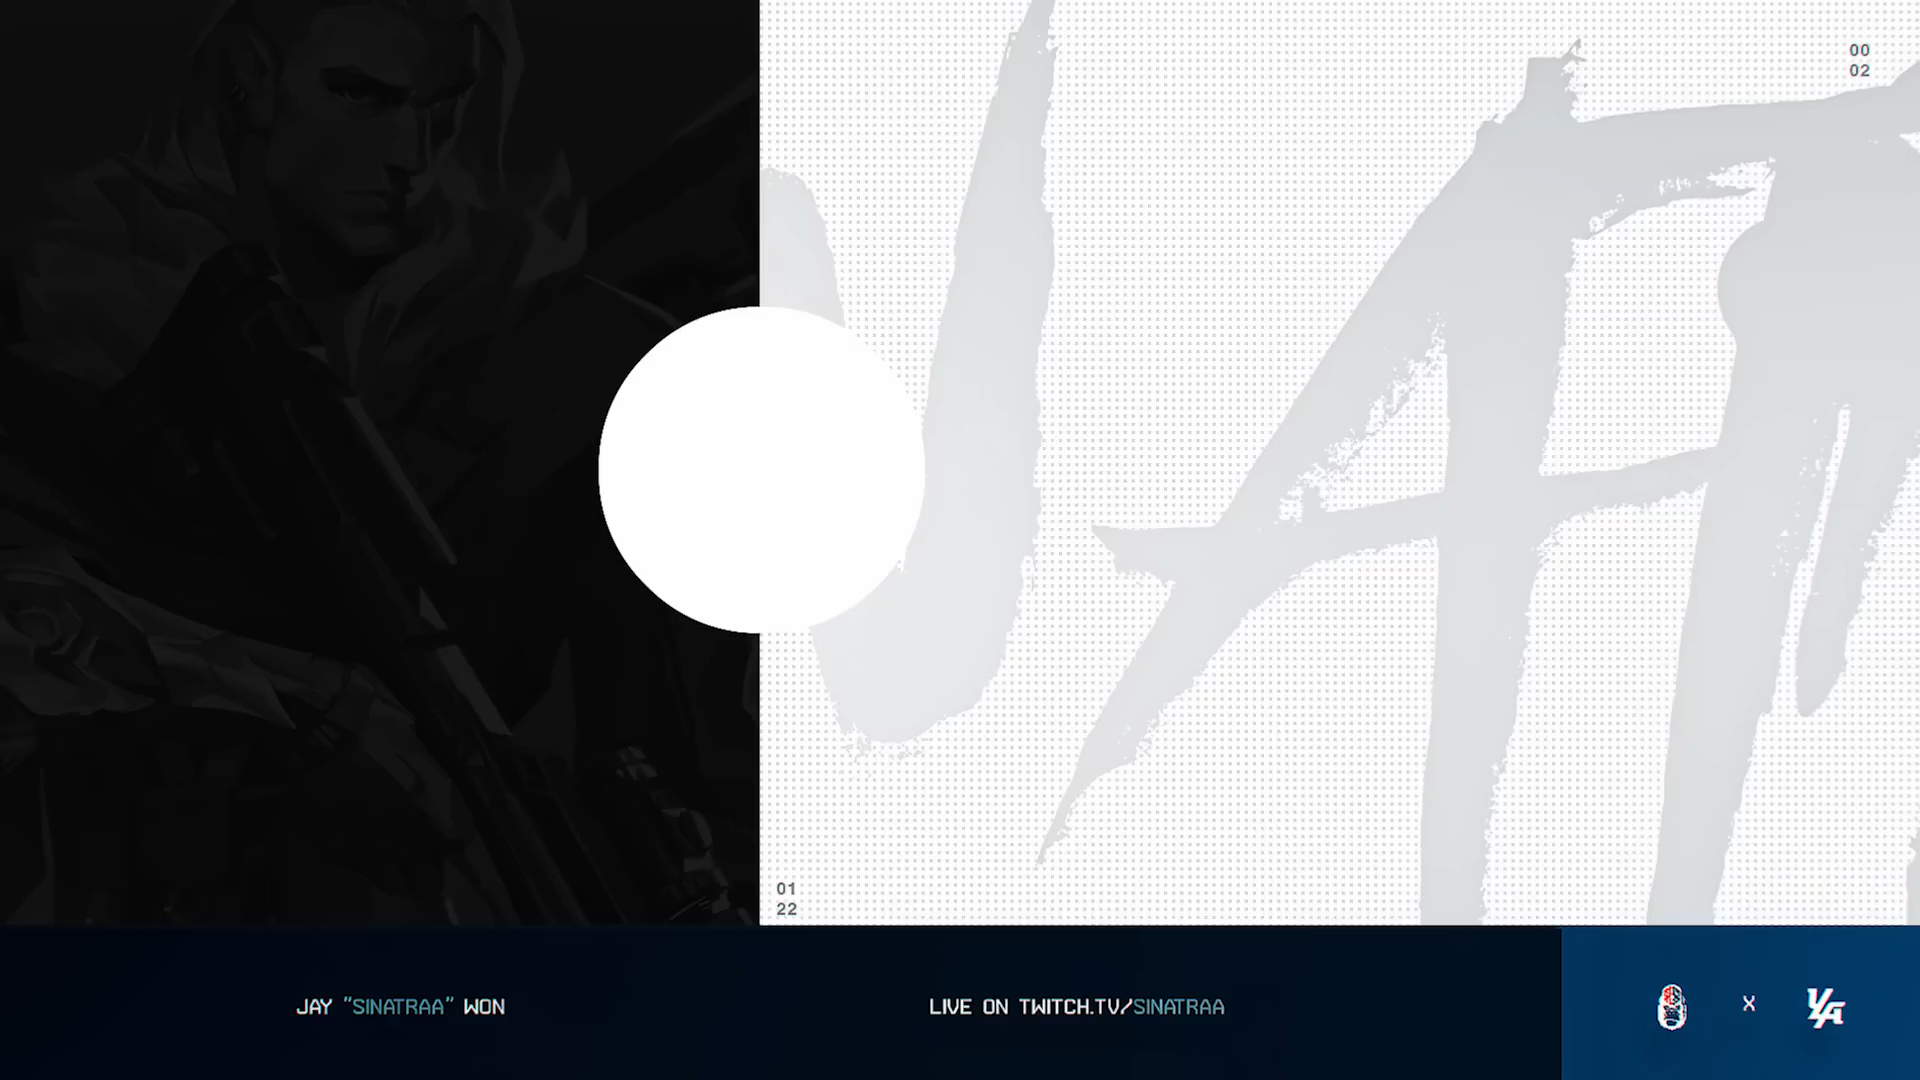 00
02
01
22
JAY "SINATRAA" WON
LIVE ON TWITCH.TV/SINATRAA
X